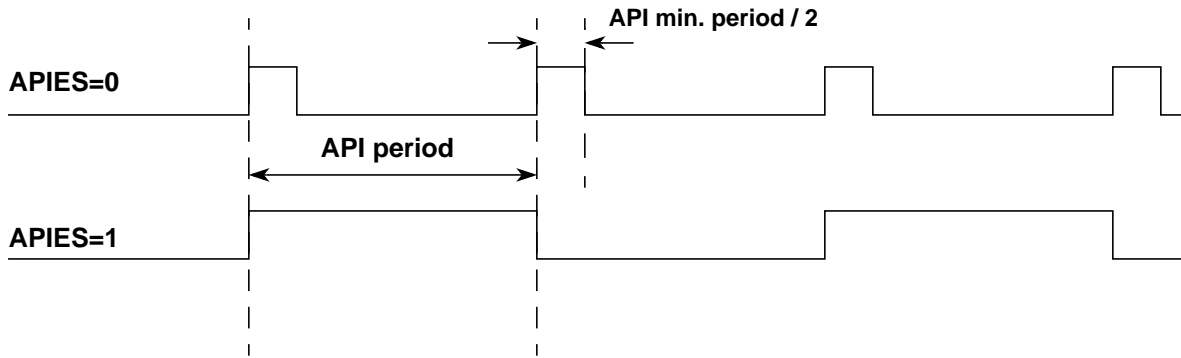 API min. period / 2
APIES=0
API period
APIES=1